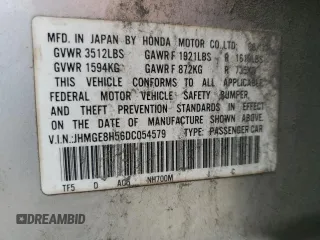 MFD. IN JAPAN BY HONDA MOTOR CO., LTD.
GVWR 3512LBS GAWR F 1821LBS R
GVWR 1594KG GAWR F 872KG R
THIS VEHICLE CONFORMS TO ALL APPLICABLE
FEDERAL MOTOR VEHICLE SAFETY, BUMPER,
AND THEFT PREVENTION STANDARDS IN EFFECT
ON THE DATE OF MANUFACTURE SHOWN ABOVE.
V.I.N.: JHMGE8H56DC054579 TYPE: PASSENGER CAR
TF5 D NH700M C
DREAMBID